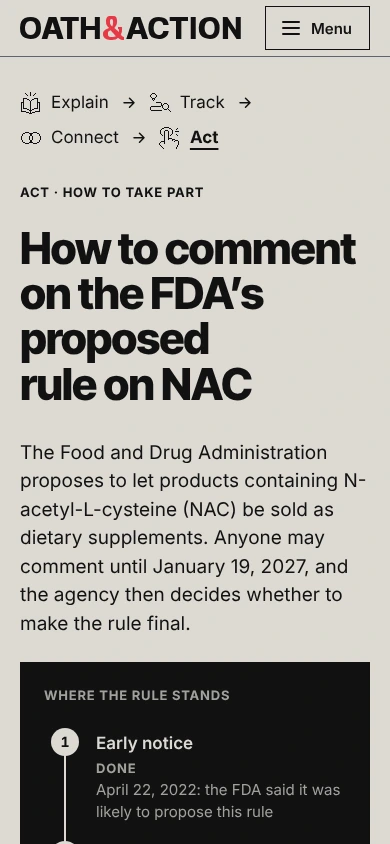 OATH&ACTION
Menu
Explain → Track →
Connect → Act
ACT · HOW TO TAKE PART
How to comment
on the FDA’s
proposed
rule on NAC
The Food and Drug Administration
proposes to let products containing N-
acetyl-L-cysteine (NAC) be sold as
dietary supplements. Anyone may
comment until January 19, 2027, and
the agency then decides whether to
make the rule final.
WHERE THE RULE STANDS
1 Early notice
DONE
April 22, 2022: the FDA said it was
likely to propose this rule